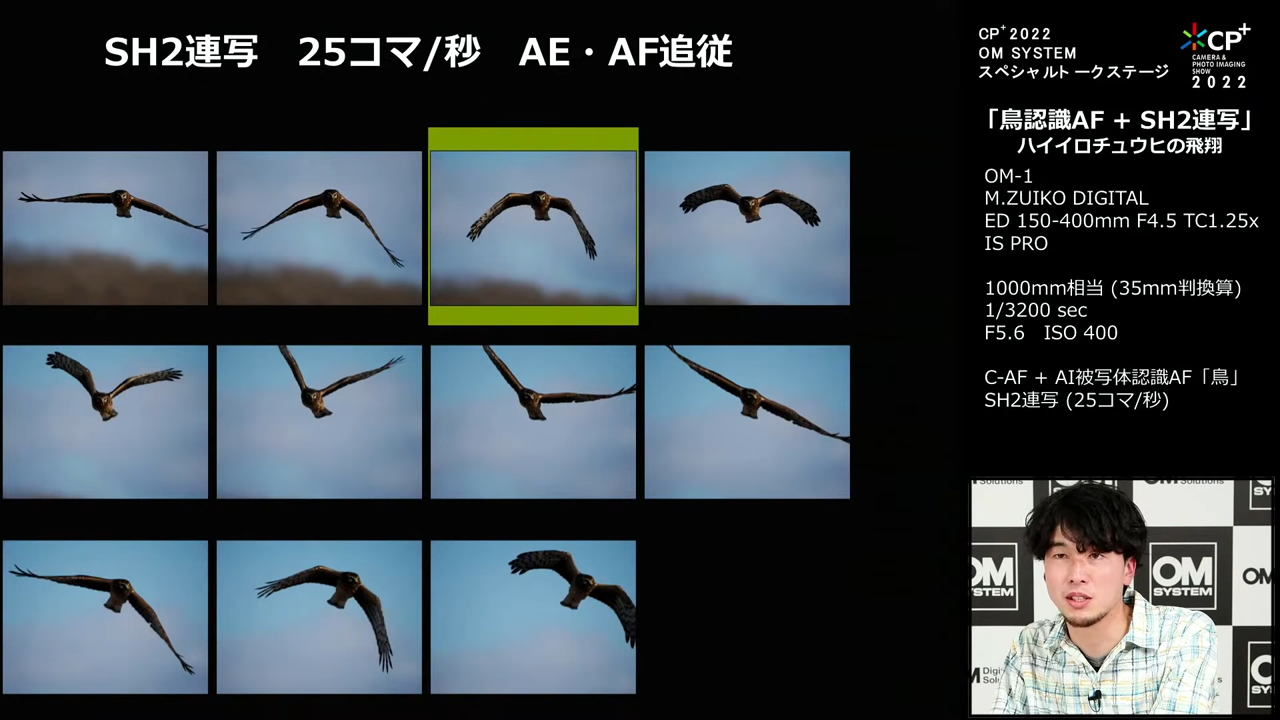 SH2連写　25コマ/秒　AE・AF追従
CP+2022
OM SYSTEM
スペシャルトークステージ
CP+
CAMERA &
PHOTO IMAGING
SHOW
2022
「鳥認識AF + SH2連写」
ハイイロチュウヒの飛翔
OM-1
M.ZUIKO DIGITAL
ED 150-400mm F4.5 TC1.25x
IS PRO
1000mm相当 (35mm判換算)
1/3200 sec
F5.6　ISO 400
C-AF + AI被写体認識AF「鳥」
SH2連写 (25コマ/秒)
Solutions
OM
SYSTEM
OM
SYSTEM
OM
OM Digi